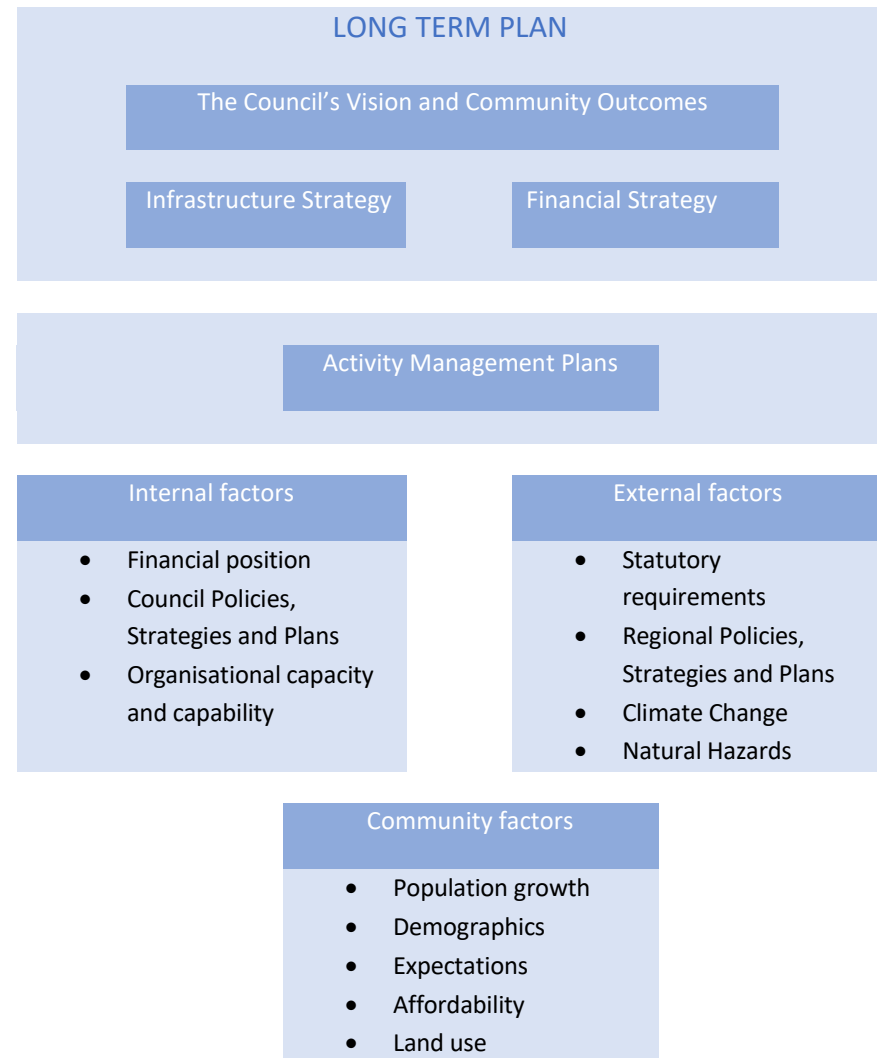 LONG TERM PLAN
The Council’s Vision and Community Outcomes
Infrastructure Strategy
Financial Strategy
Activity Management Plans
Internal factors
• Financial position
• Council Policies,
Strategies and Plans
• Organisational capacity
and capability
External factors
• Statutory
requirements
• Regional Policies,
Strategies and Plans
• Climate Change
• Natural Hazards
Community factors
• Population growth
• Demographics
• Expectations
• Affordability
• Land use